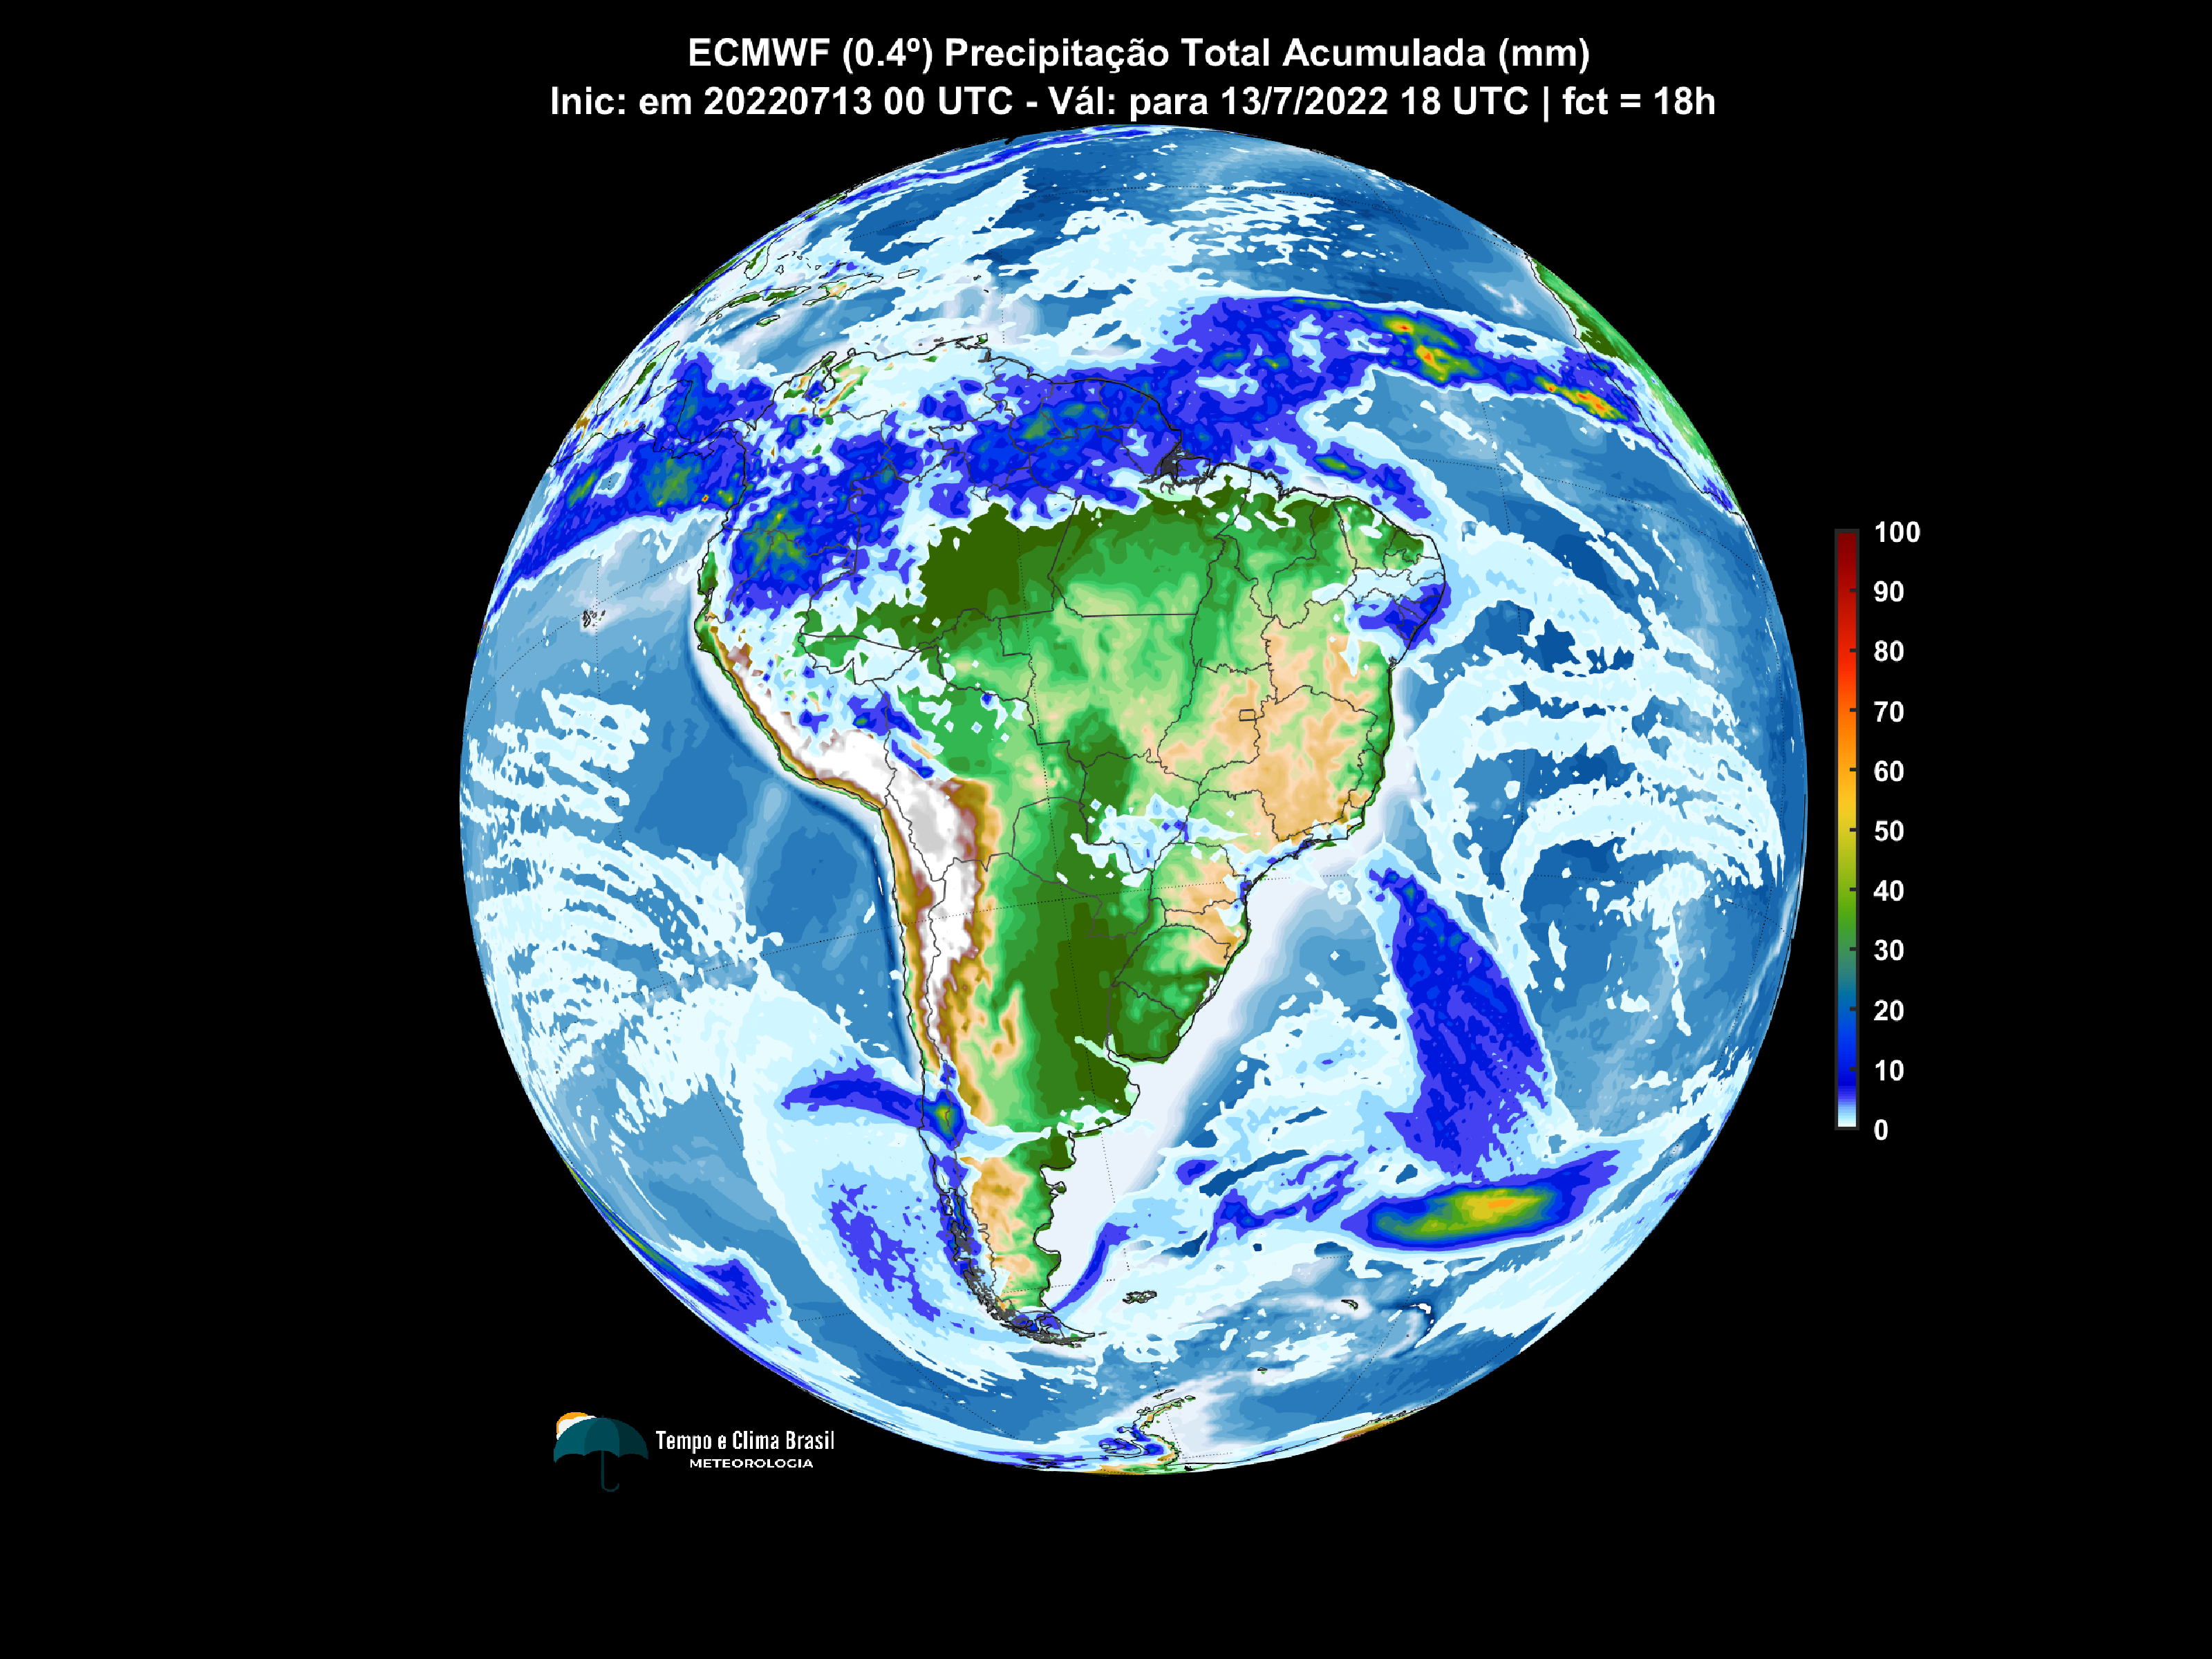 ECMWF (0.4º) Precipitação Total Acumulada (mm)
Inic: em 20220713 00 UTC - Vál: para 13/7/2022 18 UTC | fct = 18h
100
90
80
70
60
50
40
30
20
10
0
Tempo e Clima Brasil
METEOROLOGIA